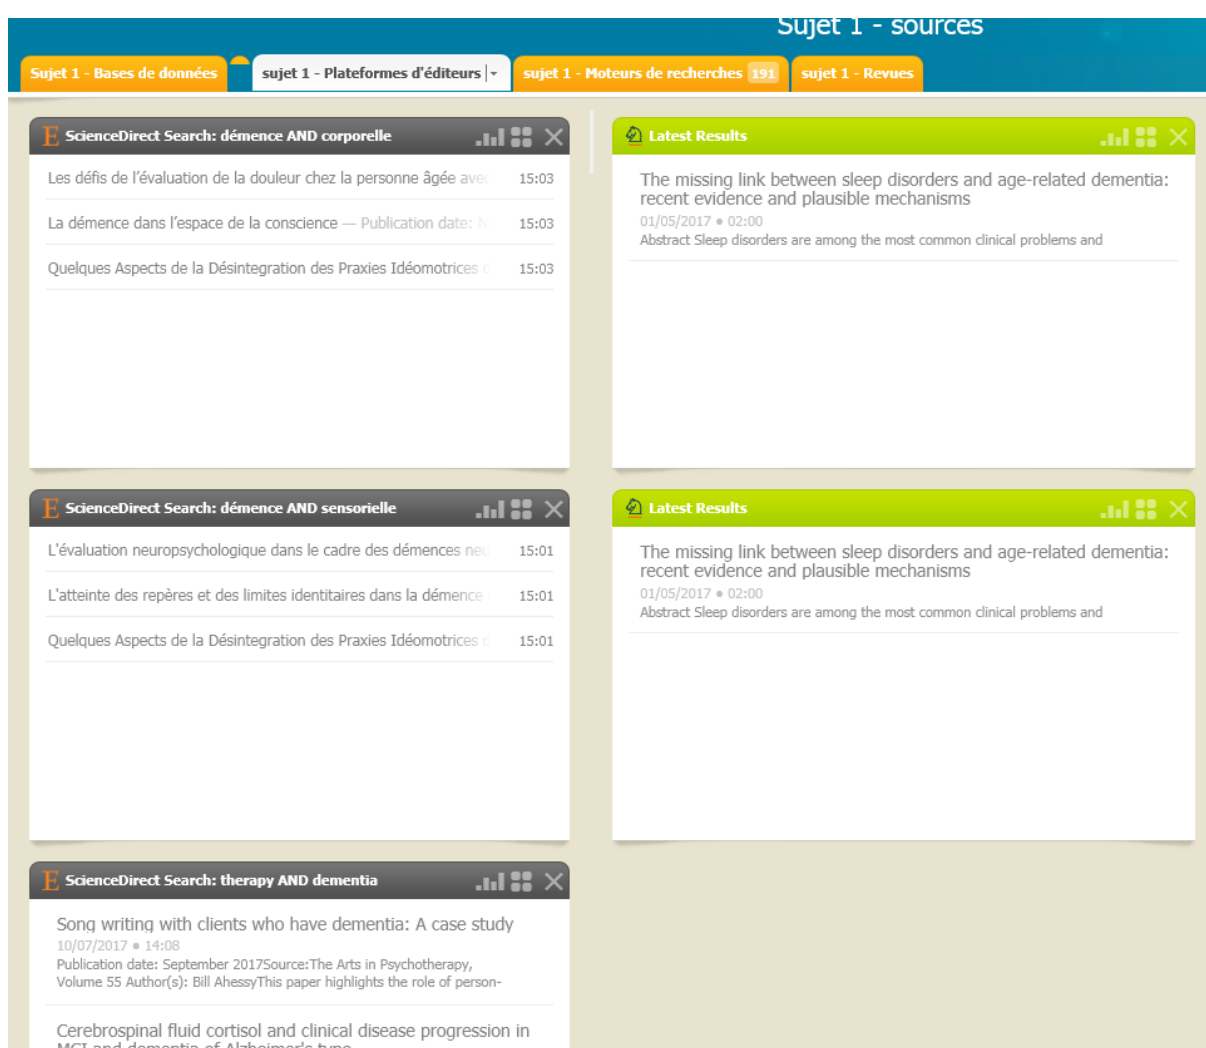 Sujet 1 - sources
Sujet 1 - Bases de données
sujet 1 - Plateformes d'éditeurs
sujet 1 - Moteurs de recherches 191
sujet 1 - Revues
E ScienceDirect Search: démence AND corporelle
Les défis de l'évaluation de la douleur chez la personne âgée avec 15:03
La démence dans l'espace de la conscience — Publication date: 15:03
Quelques Aspects de la Désintegration des Praxies Idéomotrices 15:03
Latest Results
The missing link between sleep disorders and age-related dementia:
recent evidence and plausible mechanisms
01/05/2017 • 02:00
Abstract Sleep disorders are among the most common clinical problems and
E ScienceDirect Search: démence AND sensorielle
L'évaluation neuropsychologique dans le cadre des démences 15:01
L'atteinte des repères et des limites identitaires dans la démence 15:01
Quelques Aspects de la Désintegration des Praxies Idéomotrices 15:01
Latest Results
The missing link between sleep disorders and age-related dementia:
recent evidence and plausible mechanisms
01/05/2017 • 02:00
Abstract Sleep disorders are among the most common clinical problems and
E ScienceDirect Search: therapy AND dementia
Song writing with clients who have dementia: A case study
10/07/2017 • 14:08
Publication date: September 2017Source:The Arts in Psychotherapy,
Volume 55 Author(s): Bill AhessyThis paper highlights the role of person-
Cerebrospinal fluid cortisol and clinical disease progression in
MCI and dementia of Alzheimer's type